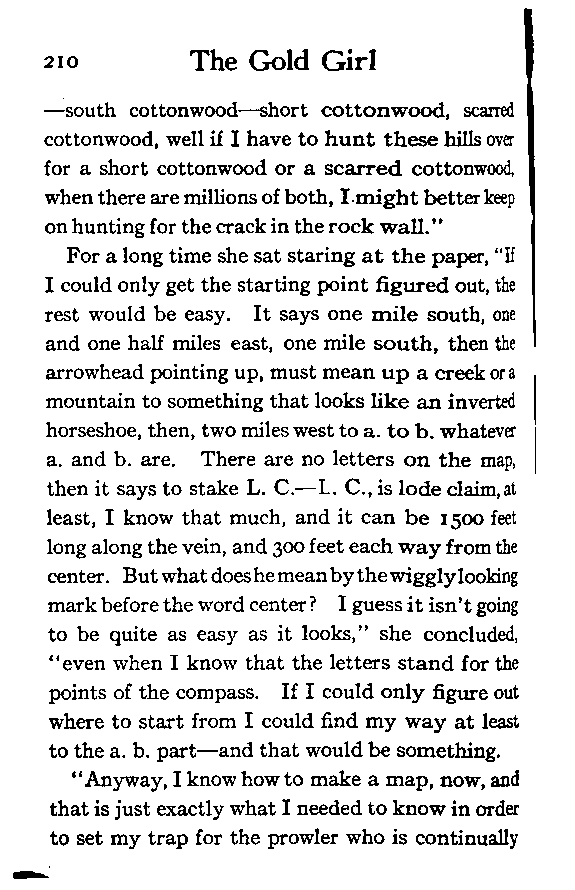 210 The Gold Girl
—south cottonwood—short cottonwood, scarred
cottonwood, well if I have to hunt these hills over
for a short cottonwood or a scarred cottonwood,
when there are millions of both, I might better keep
on hunting for the crack in the rock wall."
For a long time she sat staring at the paper, "If
I could only get the starting point figured out, the
rest would be easy. It says one mile south, one
and one half miles east, one mile south, then the
arrowhead pointing up, must mean up a creek or a
mountain to something that looks like an inverted
horseshoe, then, two miles west to a. to b. whatever
a. and b. are. There are no letters on the map,
then it says to stake L. C.—L. C., is lode claim, at
least, I know that much, and it can be 1500 feet
long along the vein, and 300 feet each way from the
center. But what does he mean by the wiggly looking
mark before the word center? I guess it isn't going
to be quite as easy as it looks," she concluded,
"even when I know that the letters stand for the
points of the compass. If I could only figure out
where to start from I could find my way at least
to the a. b. part—and that would be something.
"Anyway, I know how to make a map, now, and
that is just exactly what I needed to know in order
to set my trap for the prowler who is continually